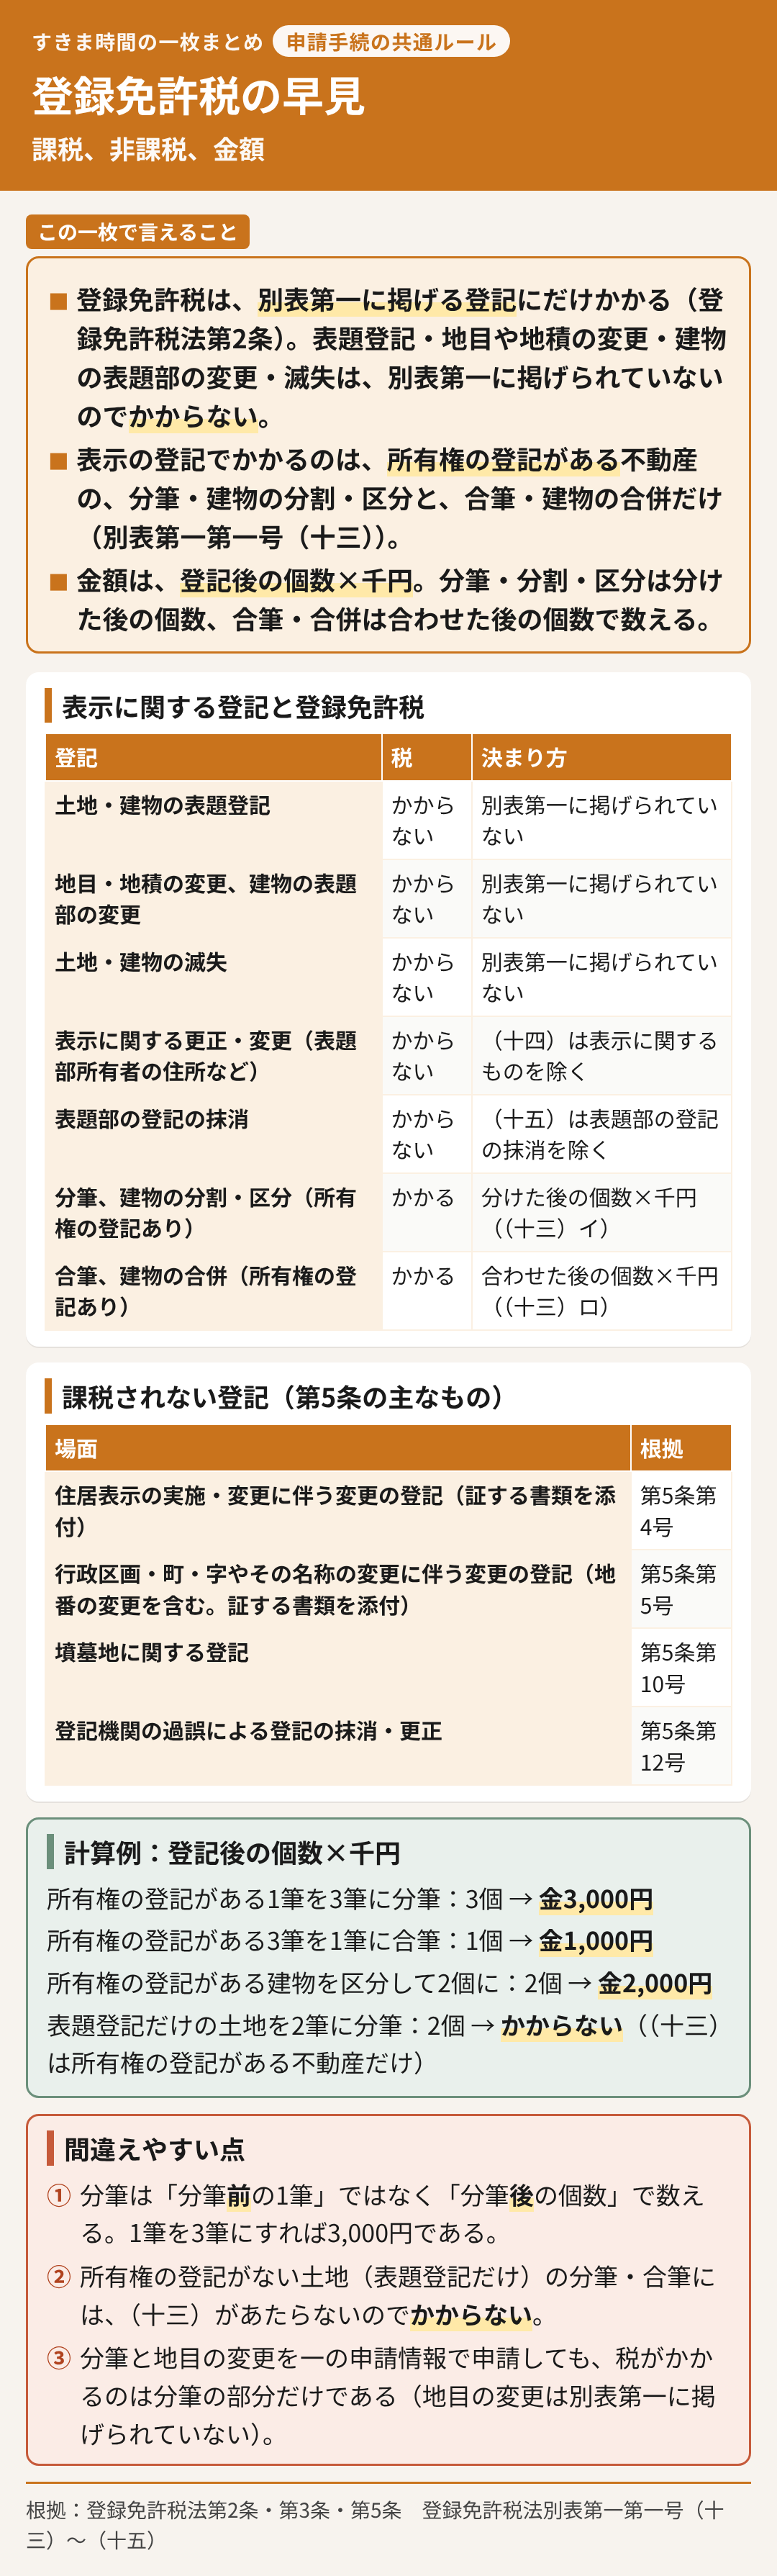 すきま時間の一枚まとめ 申請手続の共通ルール
登録免許税の早見
課税、非課税、金額
この一枚で言えること
■ 登録免許税は、別表第一に掲げる登記にだけかかる（登
録免許税法第2条）。表題登記・地目や地積の変更・建物
の表題部の変更・滅失は、別表第一に掲げられていない
のでかからない。
■ 表示の登記でかかるのは、所有権の登記がある不動産
の、分筆・建物の分割・区分と、合筆・建物の合併だけ
（別表第一第一号（十三））。
■ 金額は、登記後の個数×千円。分筆・分割・区分は分け
た後の個数、合筆・合併は合わせた後の個数で数える。
表示に関する登記と登録免許税
登記 税 決まり方
土地・建物の表題登記 かから 別表第一に掲げられてい
ない ない
地目・地積の変更、建物の表題 かから 別表第一に掲げられてい
部の変更 ない ない
土地・建物の滅失 かから 別表第一に掲げられてい
ない ない
表示に関する更正・変更（表題 かから （十四）は表示に関する
部所有者の住所など） ない ものを除く
表題部の登記の抹消 かから （十五）は表題部の登記
ない の抹消を除く
分筆、建物の分割・区分（所有 かかる 分けた後の個数×千円
権の登記あり） （（十三）イ）
合筆、建物の合併（所有権の登 かかる 合わせた後の個数×千円
記あり） （（十三）ロ）
課税されない登記（第5条の主なもの）
場面 根拠
住居表示の実施・変更に伴う変更の登記（証する書類を添 第5条第
付） 4号
行政区画・町・字やその名称の変更に伴う変更の登記（地 第5条第
番の変更を含む。証する書類を添付） 5号
墳墓地に関する登記 第5条第
10号
登記機関の過誤による登記の抹消・更正 第5条第
12号
計算例：登記後の個数×千円
所有権の登記がある1筆を3筆に分筆：3個 → 金3,000円
所有権の登記がある3筆を1筆に合筆：1個 → 金1,000円
所有権の登記がある建物を区分して2個に：2個 → 金2,000円
表題登記だけの土地を2筆に分筆：2個 → かからない（（十三）
は所有権の登記がある不動産だけ）
間違えやすい点
① 分筆は「分筆前の1筆」ではなく「分筆後の個数」で数え
る。1筆を3筆にすれば3,000円である。
② 所有権の登記がない土地（表題登記だけ）の分筆・合筆に
は、（十三）があたらないのでかからない。
③ 分筆と地目の変更を一の申請情報で申請しても、税がかか
るのは分筆の部分だけである（地目の変更は別表第一に掲
げられていない）。
根拠：登録免許税法第2条・第3条・第5条　登録免許税法別表第一第一号（十
三）～（十五）